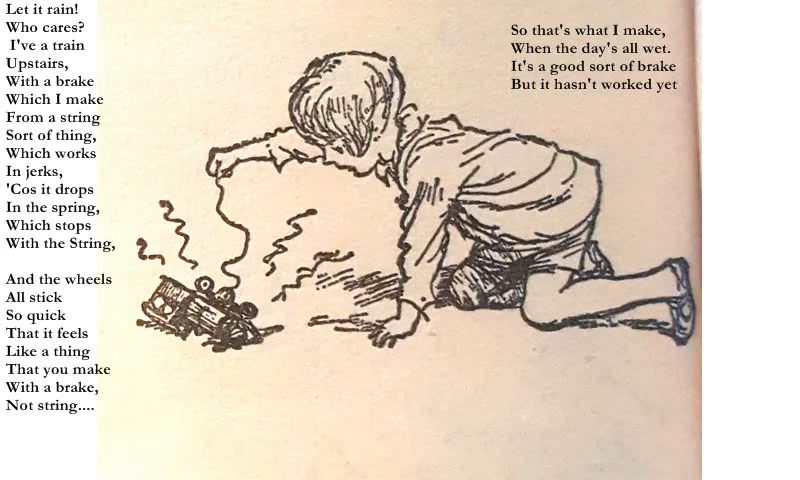 Let it rain!
Who cares?
I've a train
Upstairs,
With a brake
Which I make
From a string
Sort of thing,
Which works
In jerks,
'Cos it drops
In the spring,
Which stops
With the String,
And the wheels
All stick
So quick
That it feels
Like a thing
That you make
With a brake,
Not string....
So that's what I make,
When the day's all wet.
It's a good sort of brake
But it hasn't worked yet